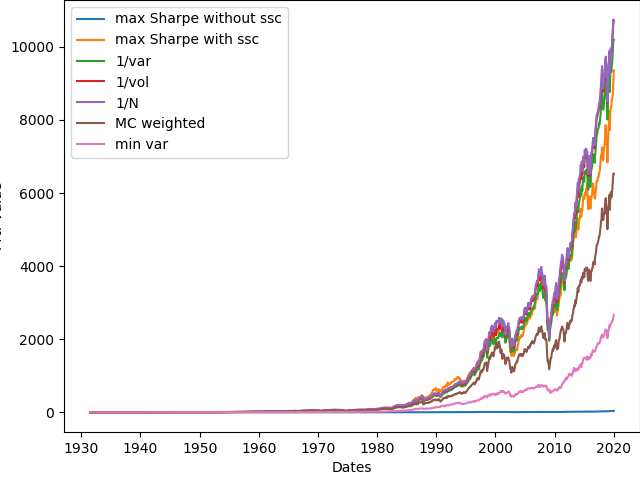 max Sharpe without ssc
max Sharpe with ssc
1/var
1/vol
1/N
MC weighted
min var
10000
8000
6000
4000
2000
0
1930 1940 1950 1960 1970 1980 1990 2000 2010 2020
Dates